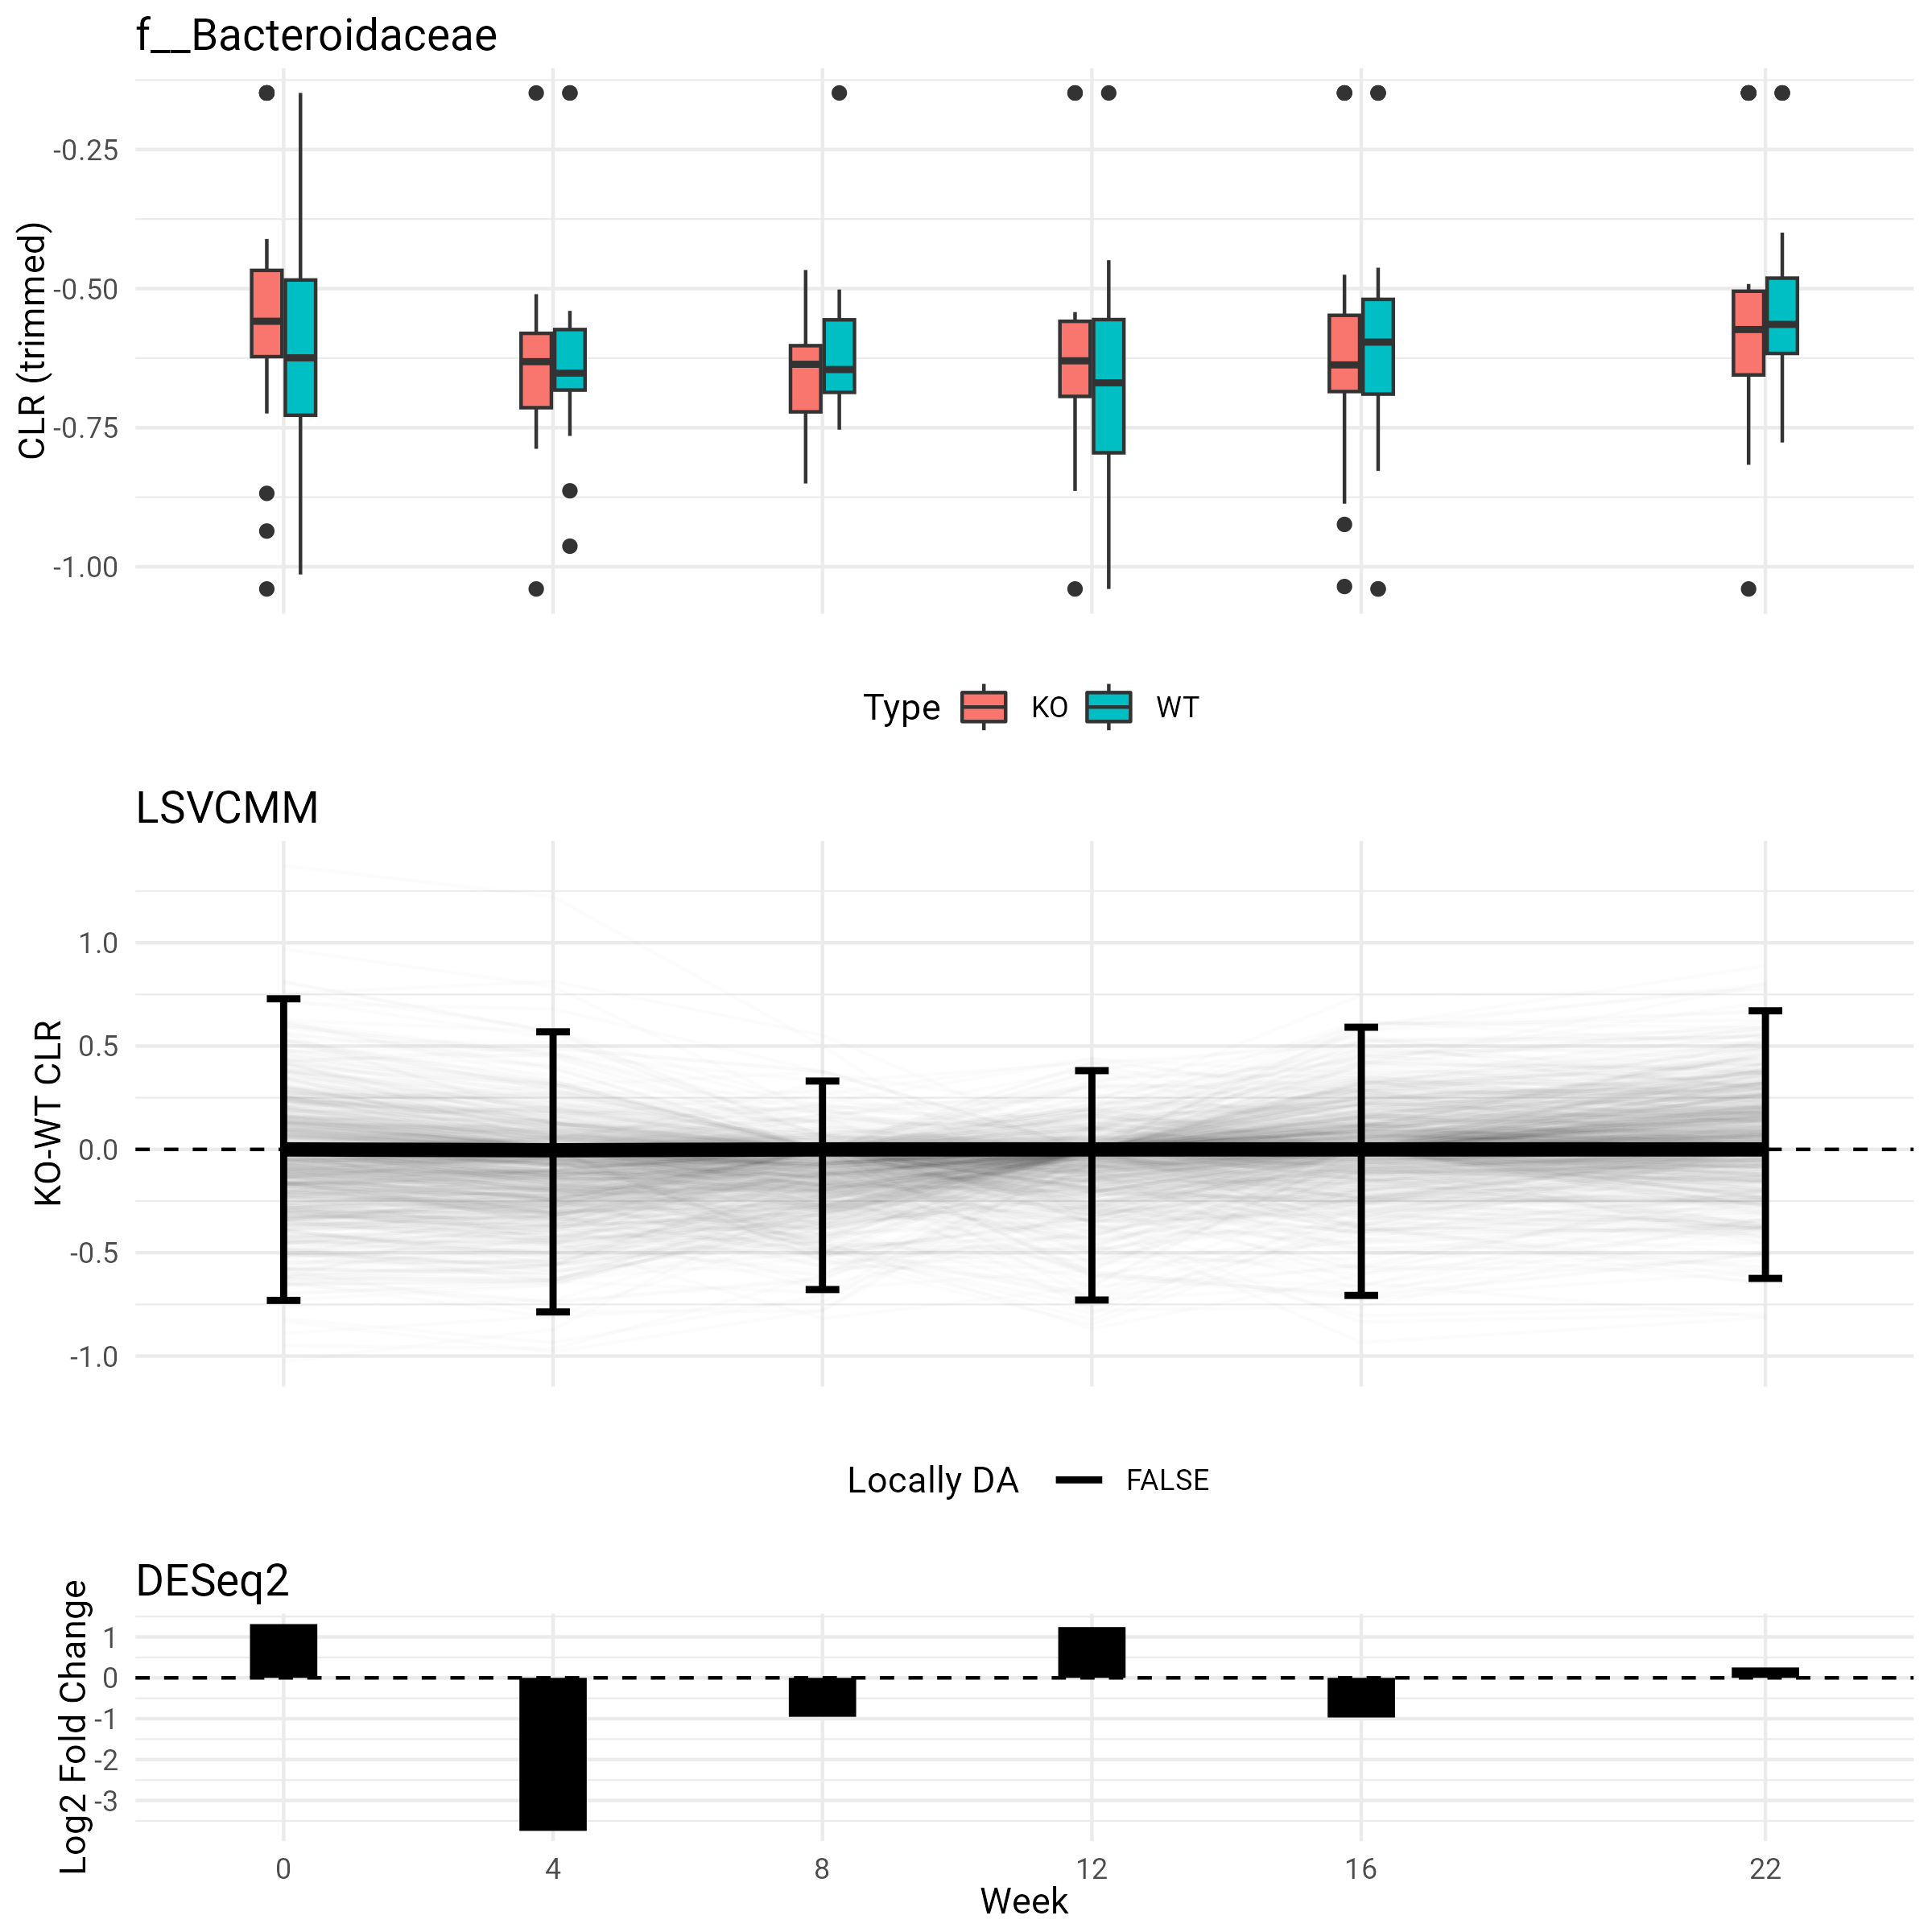 f__Bacteroidaceae
CLR (trimmed)
-0.25
-0.50
-0.75
-1.00
Type KO WT
LSVCMM
KO-WT CLR
1.0
0.5
0.0
-0.5
-1.0
Locally DA FALSE
DESeq2
Log2 Fold Change
1
0
-1
-2
-3
0 4 8 12 16 22
Week